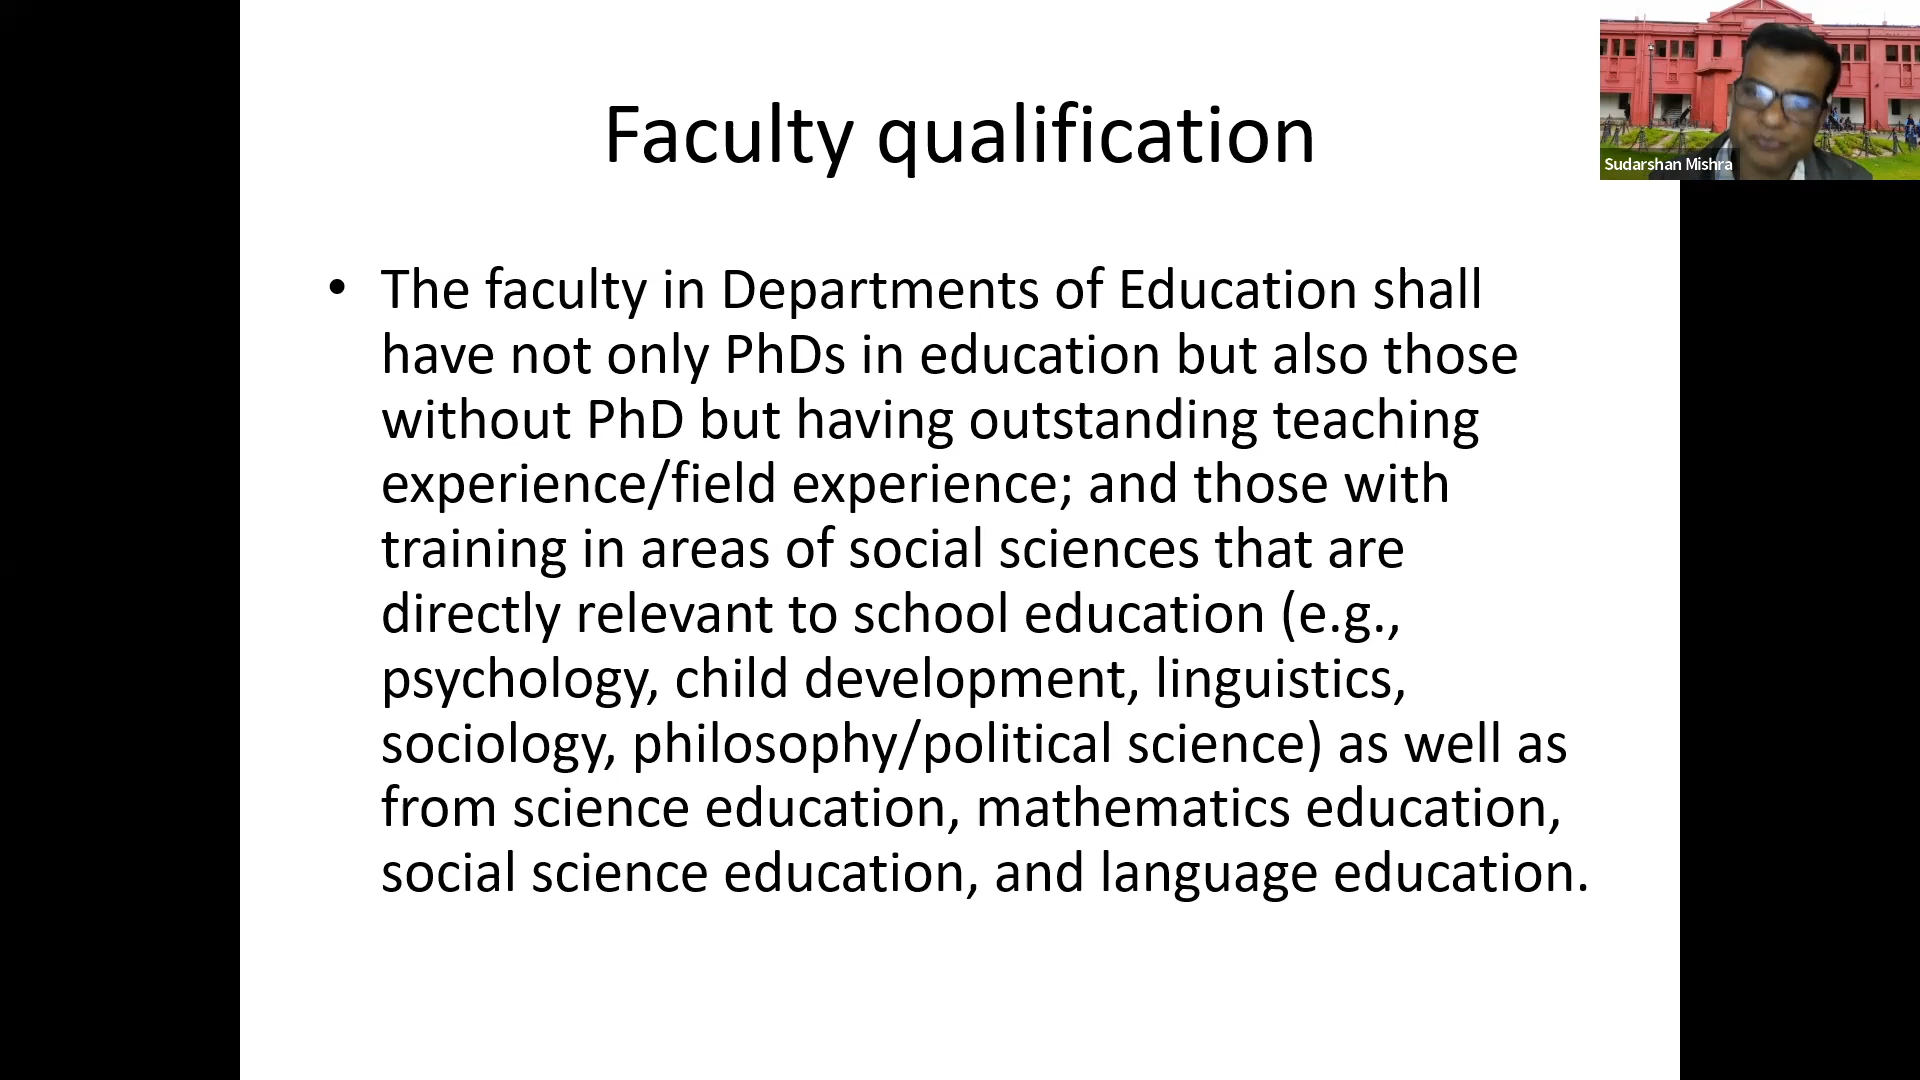 Faculty qualification
Sudarshan Mishra
• The faculty in Departments of Education shall
have not only PhDs in education but also those
without PhD but having outstanding teaching
experience/field experience; and those with
training in areas of social sciences that are
directly relevant to school education (e.g.,
psychology, child development, linguistics,
sociology, philosophy/political science) as well as
from science education, mathematics education,
social science education, and language education.